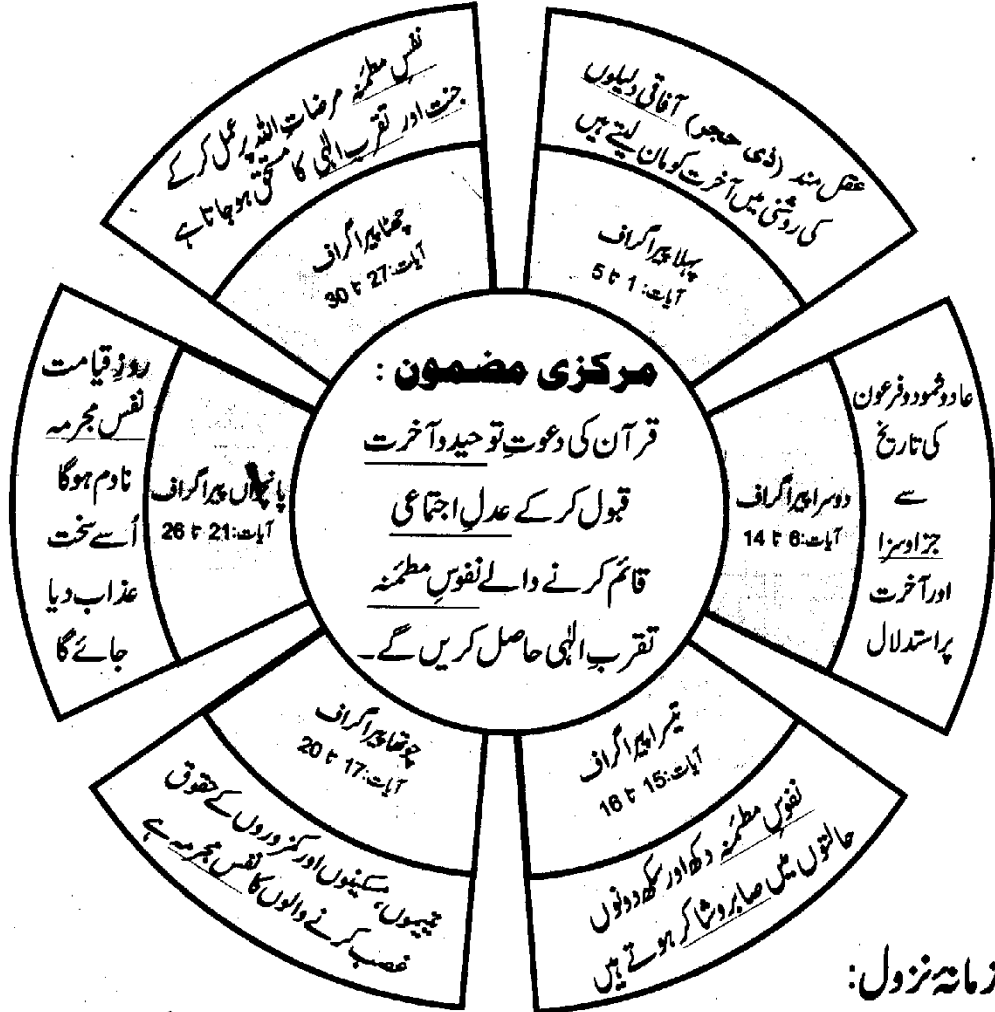 مرکزی مضمون :
قرآن کی دعوتِ توحید و آخرت
قبول کر کے عدلِ اجتماعی
قائم کرنے والے نفوسِ مطمئنہ
تقربِ الٰہی حاصل کریں گے۔
عقل مند (ذی حجر) آفاقی دلیلوں
کی روشنی میں آخرت کو مان لیتے ہیں
پہلا پیراگراف
آیات: 1 تا 5
عاد و ثمود و فرعون
کی تاریخ
سے
جزا و سزا
اور آخرت
پر استدلال
دوسرا پیراگراف
آیات: 6 تا 14
تیسرا پیراگراف
آیات: 15 تا 16
نفوسِ مطمئنہ دکھ اور سکھ دونوں
حالتوں میں صابر و شاکر ہوتے ہیں
چوتھا پیراگراف
آیات: 17 تا 20
یتیموں، مسکینوں اور کمزوروں کے حقوق
غصب کرنے والوں کا نفس مجرمہ ہے
روزِ قیامت
نفس مجرمہ
نادم ہوگا
اُسے سخت
عذاب دیا
جائے گا
پانچواں پیراگراف
آیات: 21 تا 26
نفسِ مطمئنہ مرضاتِ اللہ پر عمل کر کے
جنت اور تقربِ الٰہی کا مستحق ہو جاتا ہے
چھٹا پیراگراف
آیات: 27 تا 30
زمانۂ نزول: